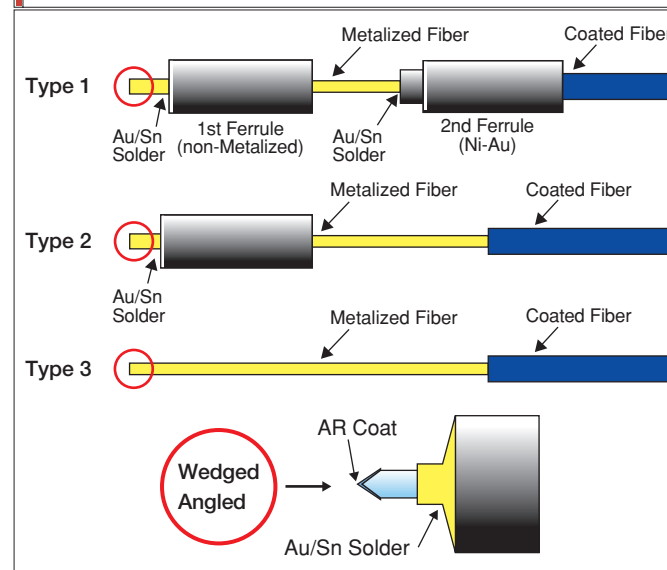 Metalized Fiber
Coated Fiber
Type 1
Au/Sn
Solder
1st Ferrule
(non-Metalized)
Au/Sn
Solder
2nd Ferrule
(Ni-Au)
Metalized Fiber
Coated Fiber
Type 2
Au/Sn
Solder
Metalized Fiber
Coated Fiber
Type 3
AR Coat
Wedged
Angled
Au/Sn Solder